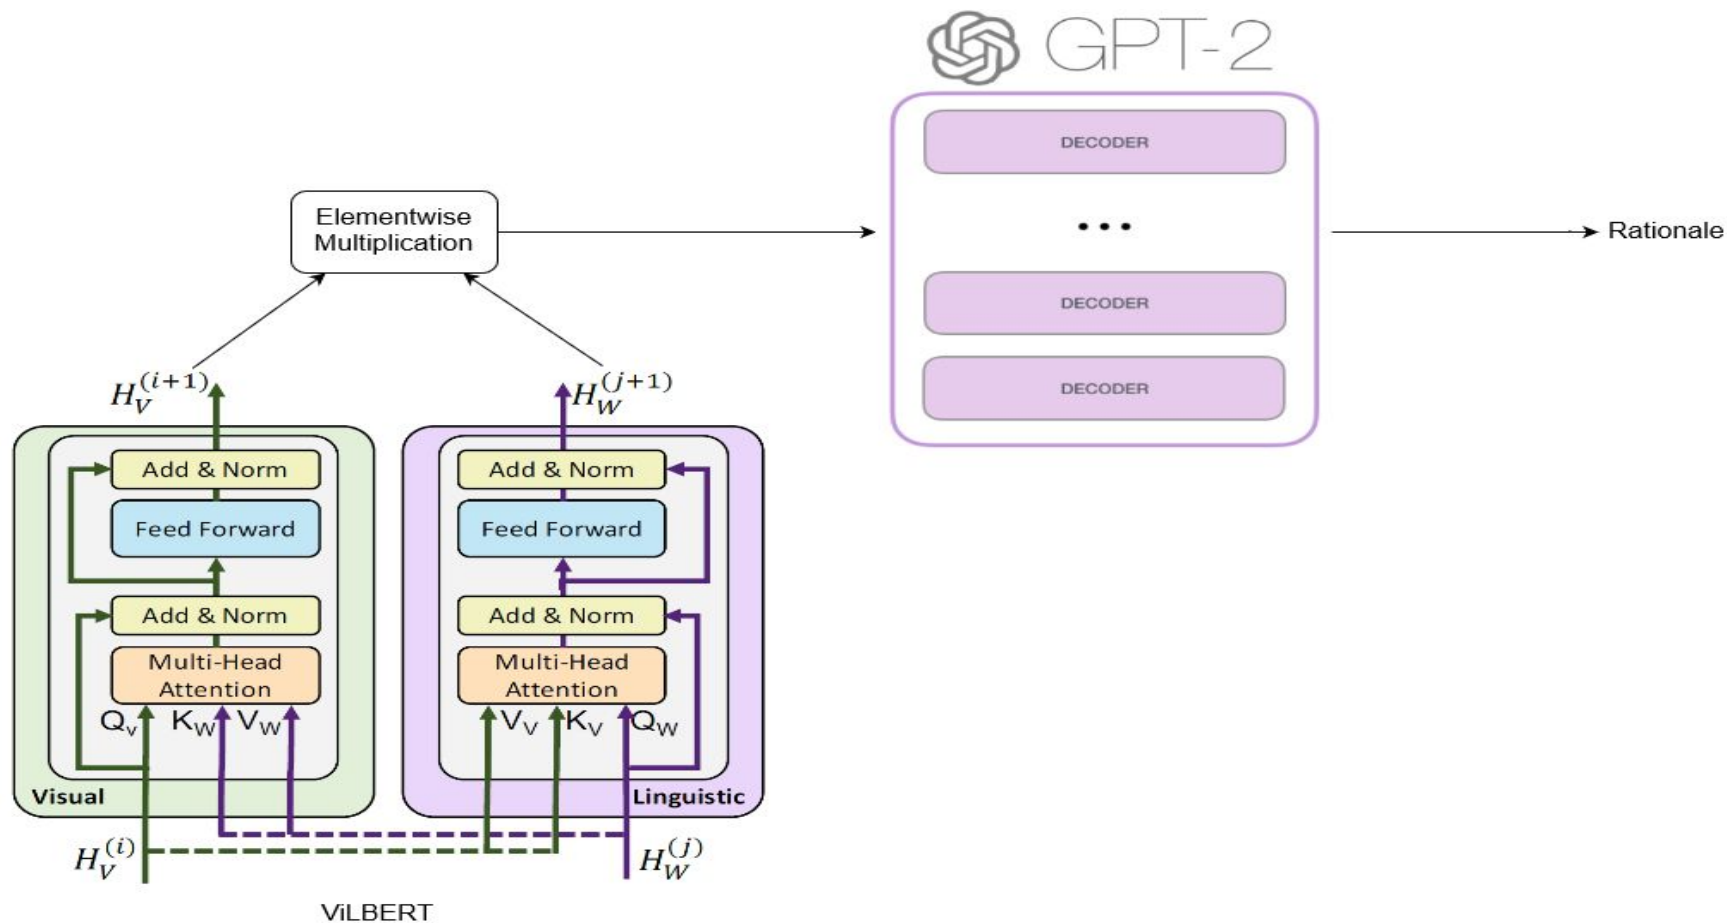 GPT-2
DECODER
...
DECODER
DECODER
Rationale
Elementwise
Multiplication
H_V^{(i+1)}
H_W^{(j+1)}
Add & Norm
Feed Forward
Add & Norm
Multi-Head
Attention
Q_v K_W V_W
Visual
Add & Norm
Feed Forward
Add & Norm
Multi-Head
Attention
V_V K_V Q_W
Linguistic
H_V^{(i)}
H_W^{(j)}
ViLBERT